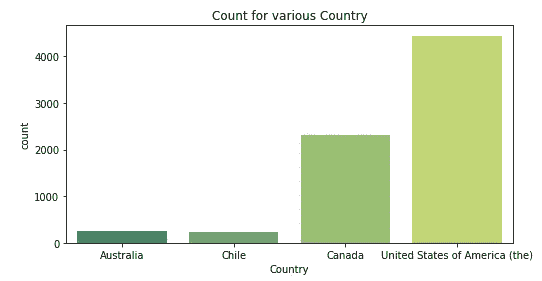 Count for various Country
4000
3000
2000
1000
0
count
Australia
Chile
Canada
United States of America (the)
Country